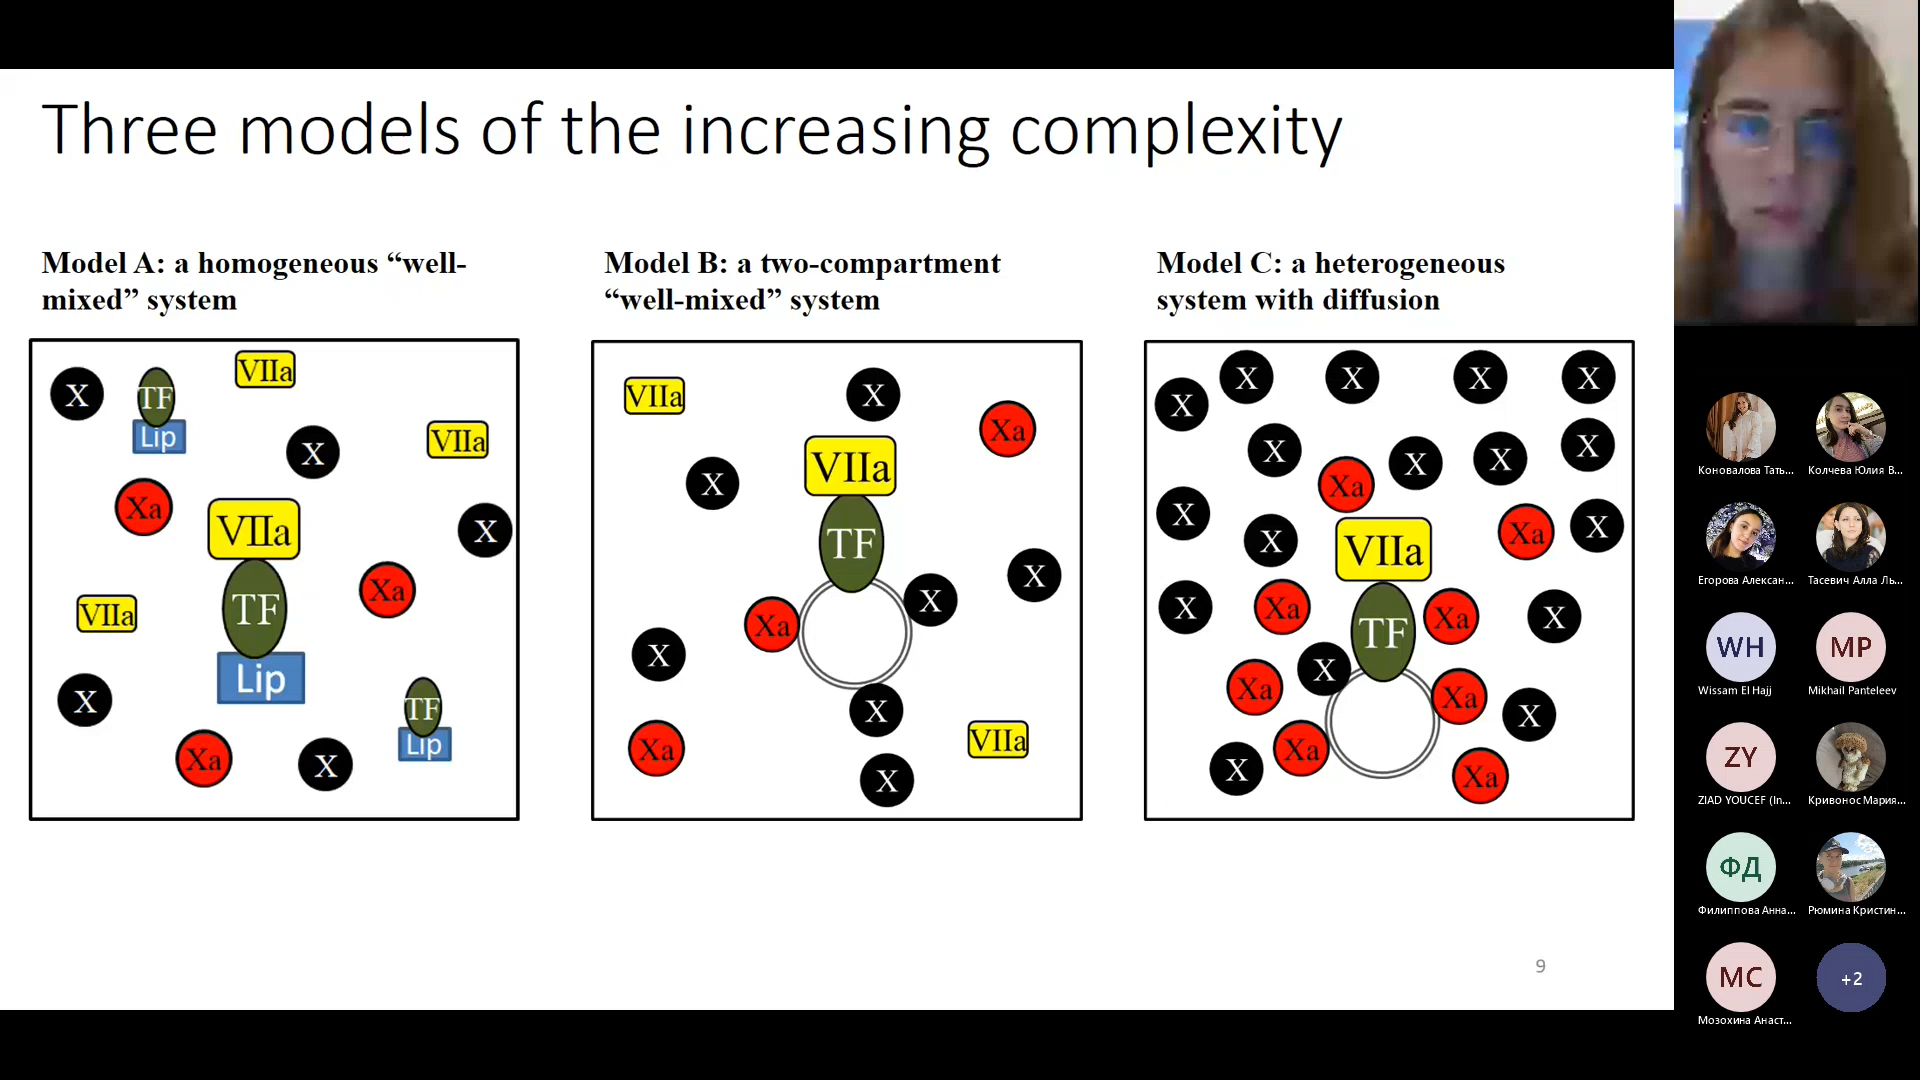 Three models of the increasing complexity
Model A: a homogeneous “well-
mixed” system
X
TF
Lip
VIIa
X
VIIa
Xa
VIIa
TF
Lip
X
Xa
VIIa
X
TF
Lip
Xa
X
Model B: a two-compartment
“well-mixed” system
VIIa
X
Xa
VIIa
X
TF
X
X
Xa
X
X
Xa
VIIa
X
Model C: a heterogeneous
system with diffusion
X
X
X
X
X
X
X
X
X
Xa
X
Xa
X
X
VIIa
X
Xa
TF
Xa
X
X
Xa
Xa
X
Xa
X
Xa
9
Коновалова Тать...
Колчева Юлия В...
Егорова Алексан...
Тасевич Алла Ль...
WH
Wissam El Hajj
MP
Mikhail Panteleev
ZY
ZIAD YOUCEF (In...
Кривонос Мария...
ФД
Филиппова Анна...
Рюмина Кристин...
МС
Мозохина Анаст...
+2